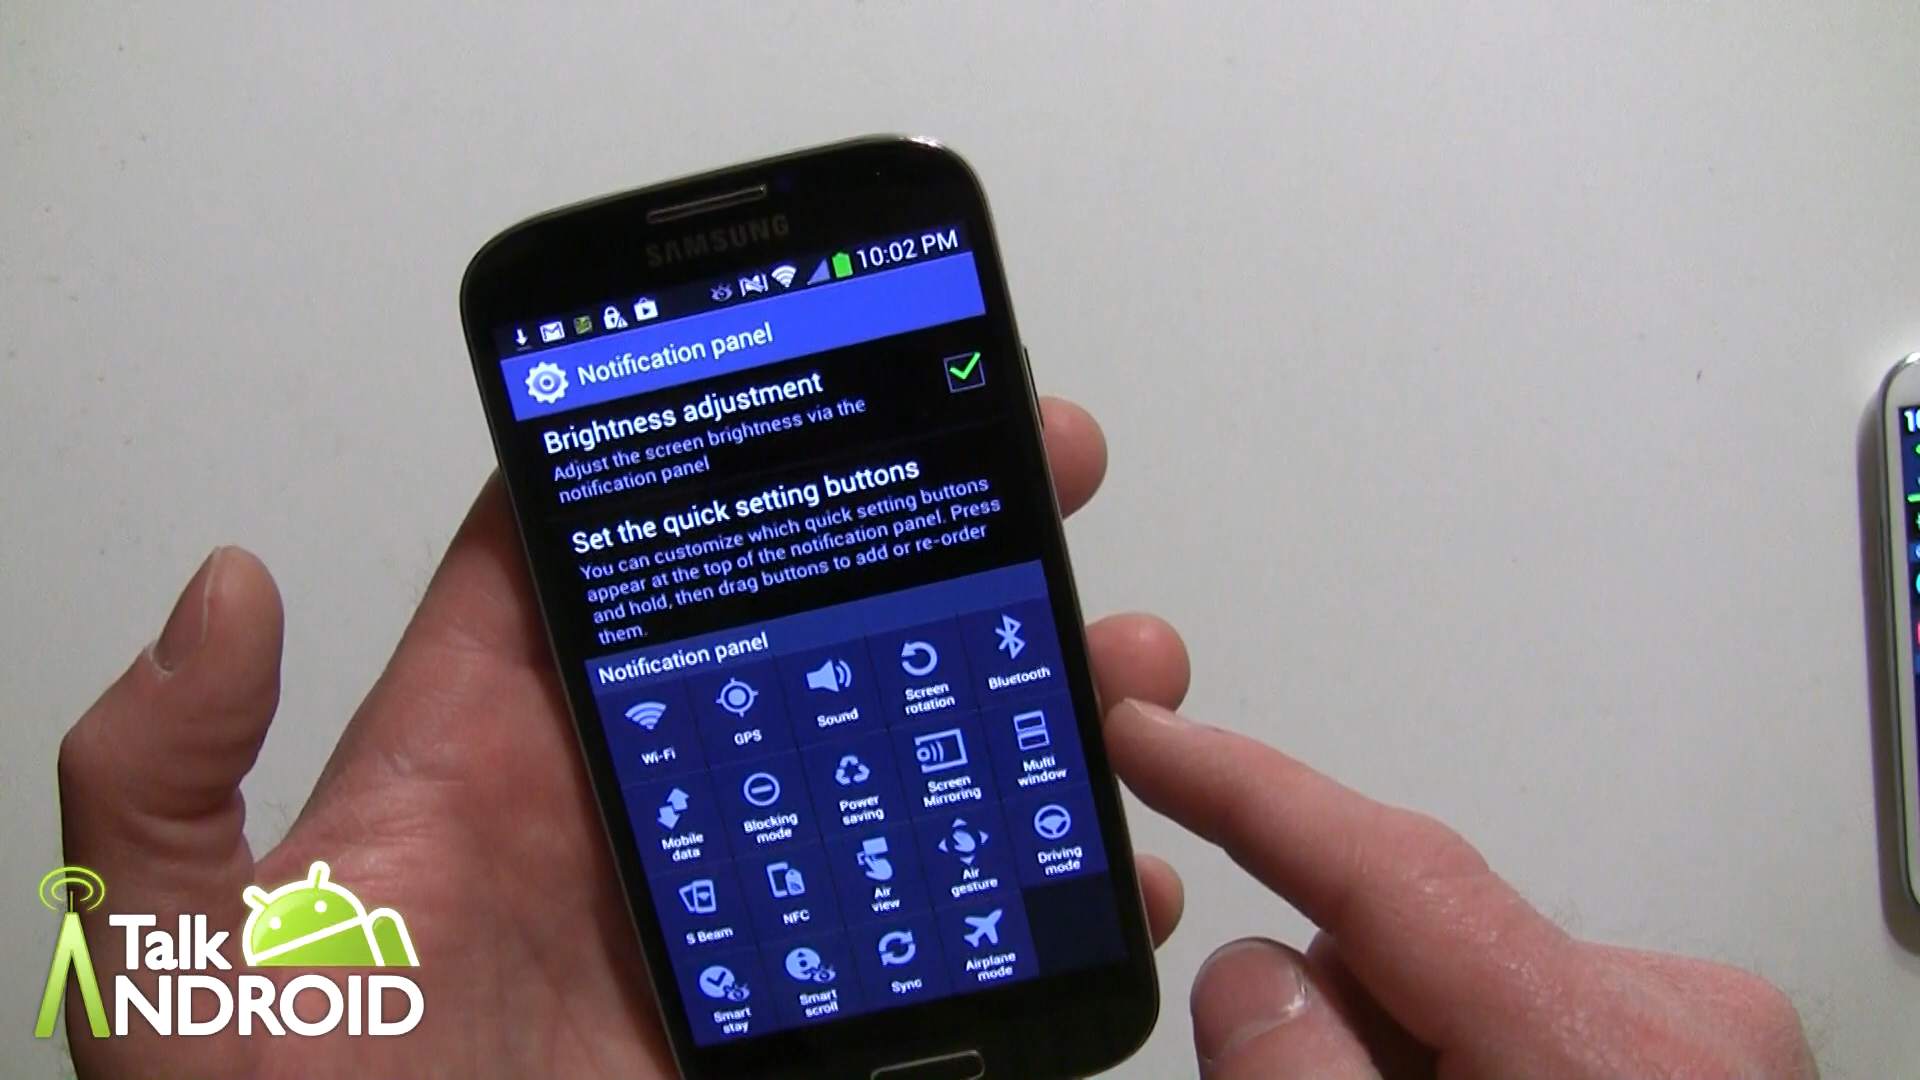 SAMSUNG
10:02 PM
Notification panel
Brightness adjustment
Adjust the screen brightness via the
notification panel
Set the quick setting buttons
You can customize which quick setting buttons
appear at the top of the notification panel. Press
and hold, then drag buttons to add or re-order
them.
Notification panel
Wi-Fi
GPS
Sound
Screen
rotation
Bluetooth
Mobile
data
Blocking
mode
Power
saving
Screen
Mirroring
Multi
window
S Beam
NFC
Air
view
Air
gesture
Driving
mode
Smart
stay
Smart
scroll
Sync
Airplane
mode
Talk
ANDROID